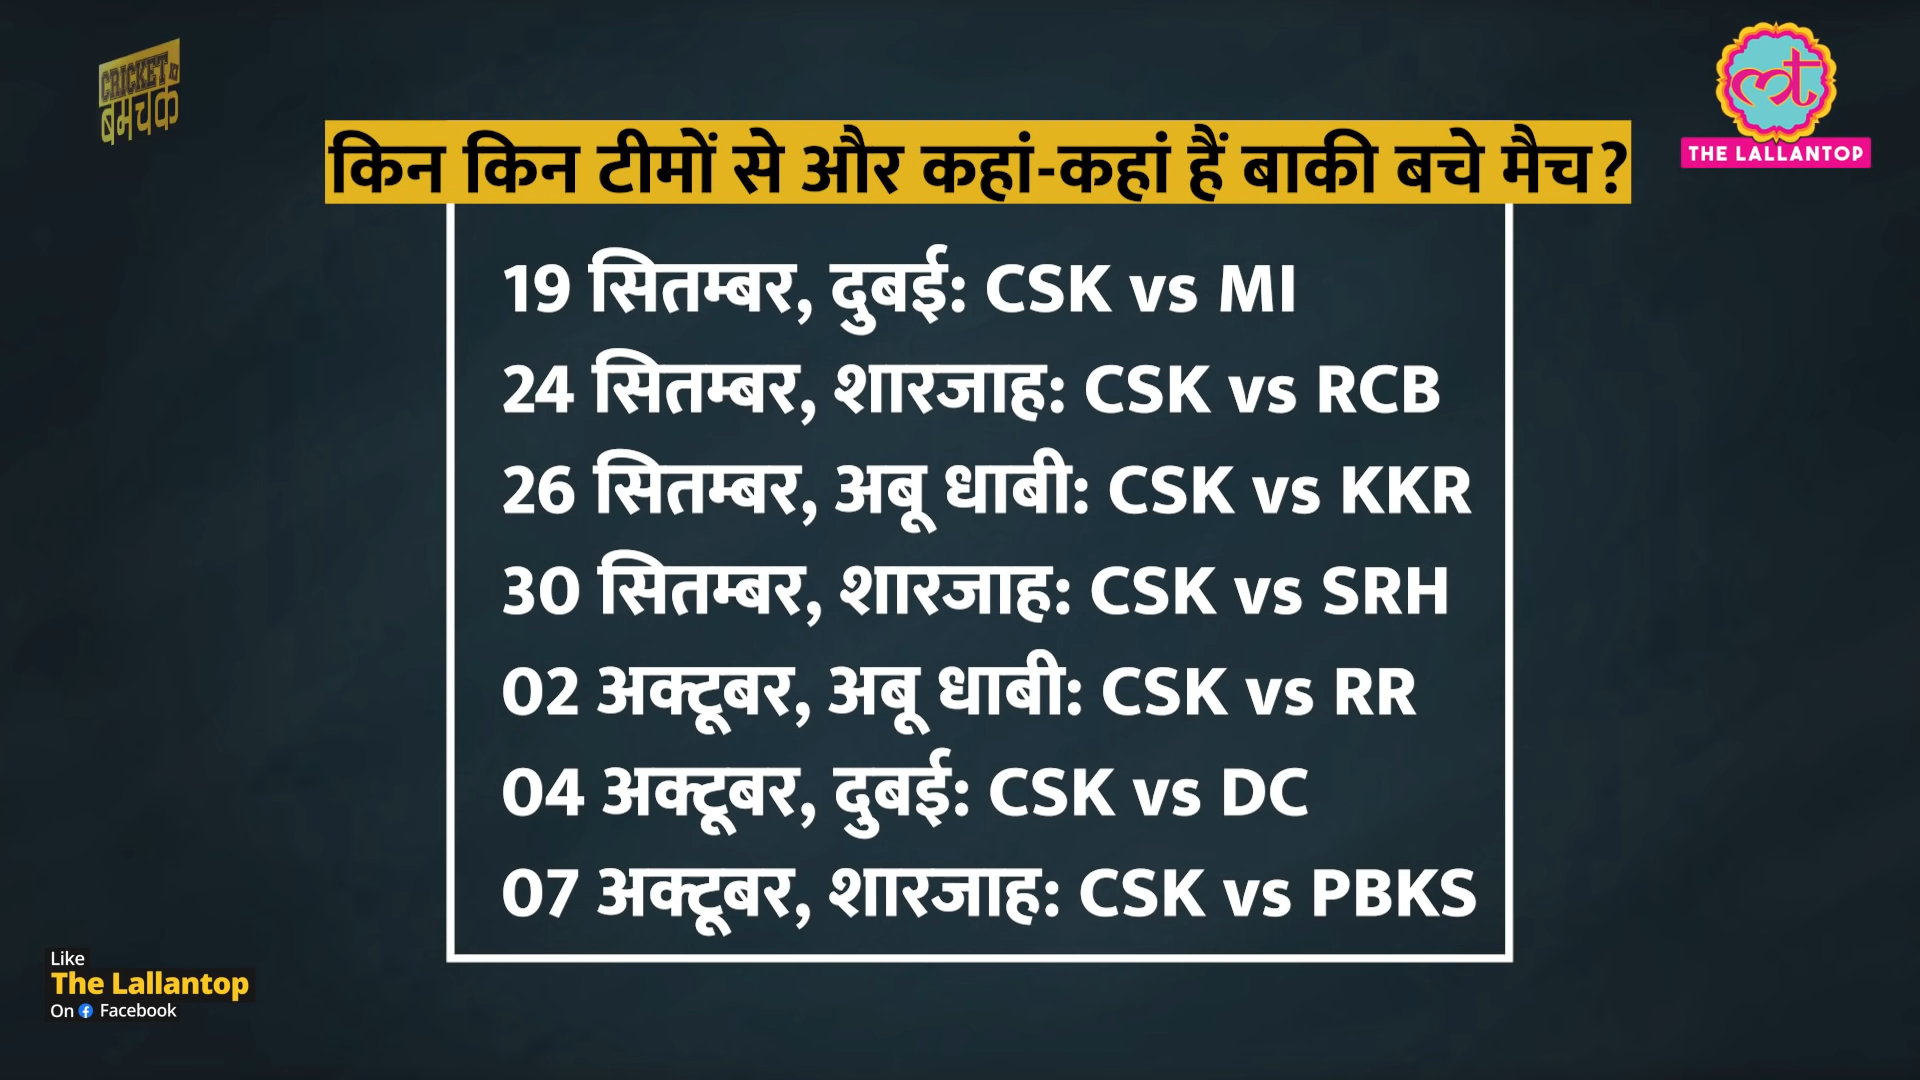 CRICKET की
बमचक
THE LALLANTOP
किन किन टीमों से और कहां-कहां हैं बाकी बचे मैच?
19 सितम्बर, दुबई: CSK vs MI
24 सितम्बर, शारजाह: CSK vs RCB
26 सितम्बर, अबू धाबी: CSK vs KKR
30 सितम्बर, शारजाह: CSK vs SRH
02 अक्टूबर, अबू धाबी: CSK vs RR
04 अक्टूबर, दुबई: CSK vs DC
07 अक्टूबर, शारजाह: CSK vs PBKS
Like
The Lallantop
On Facebook